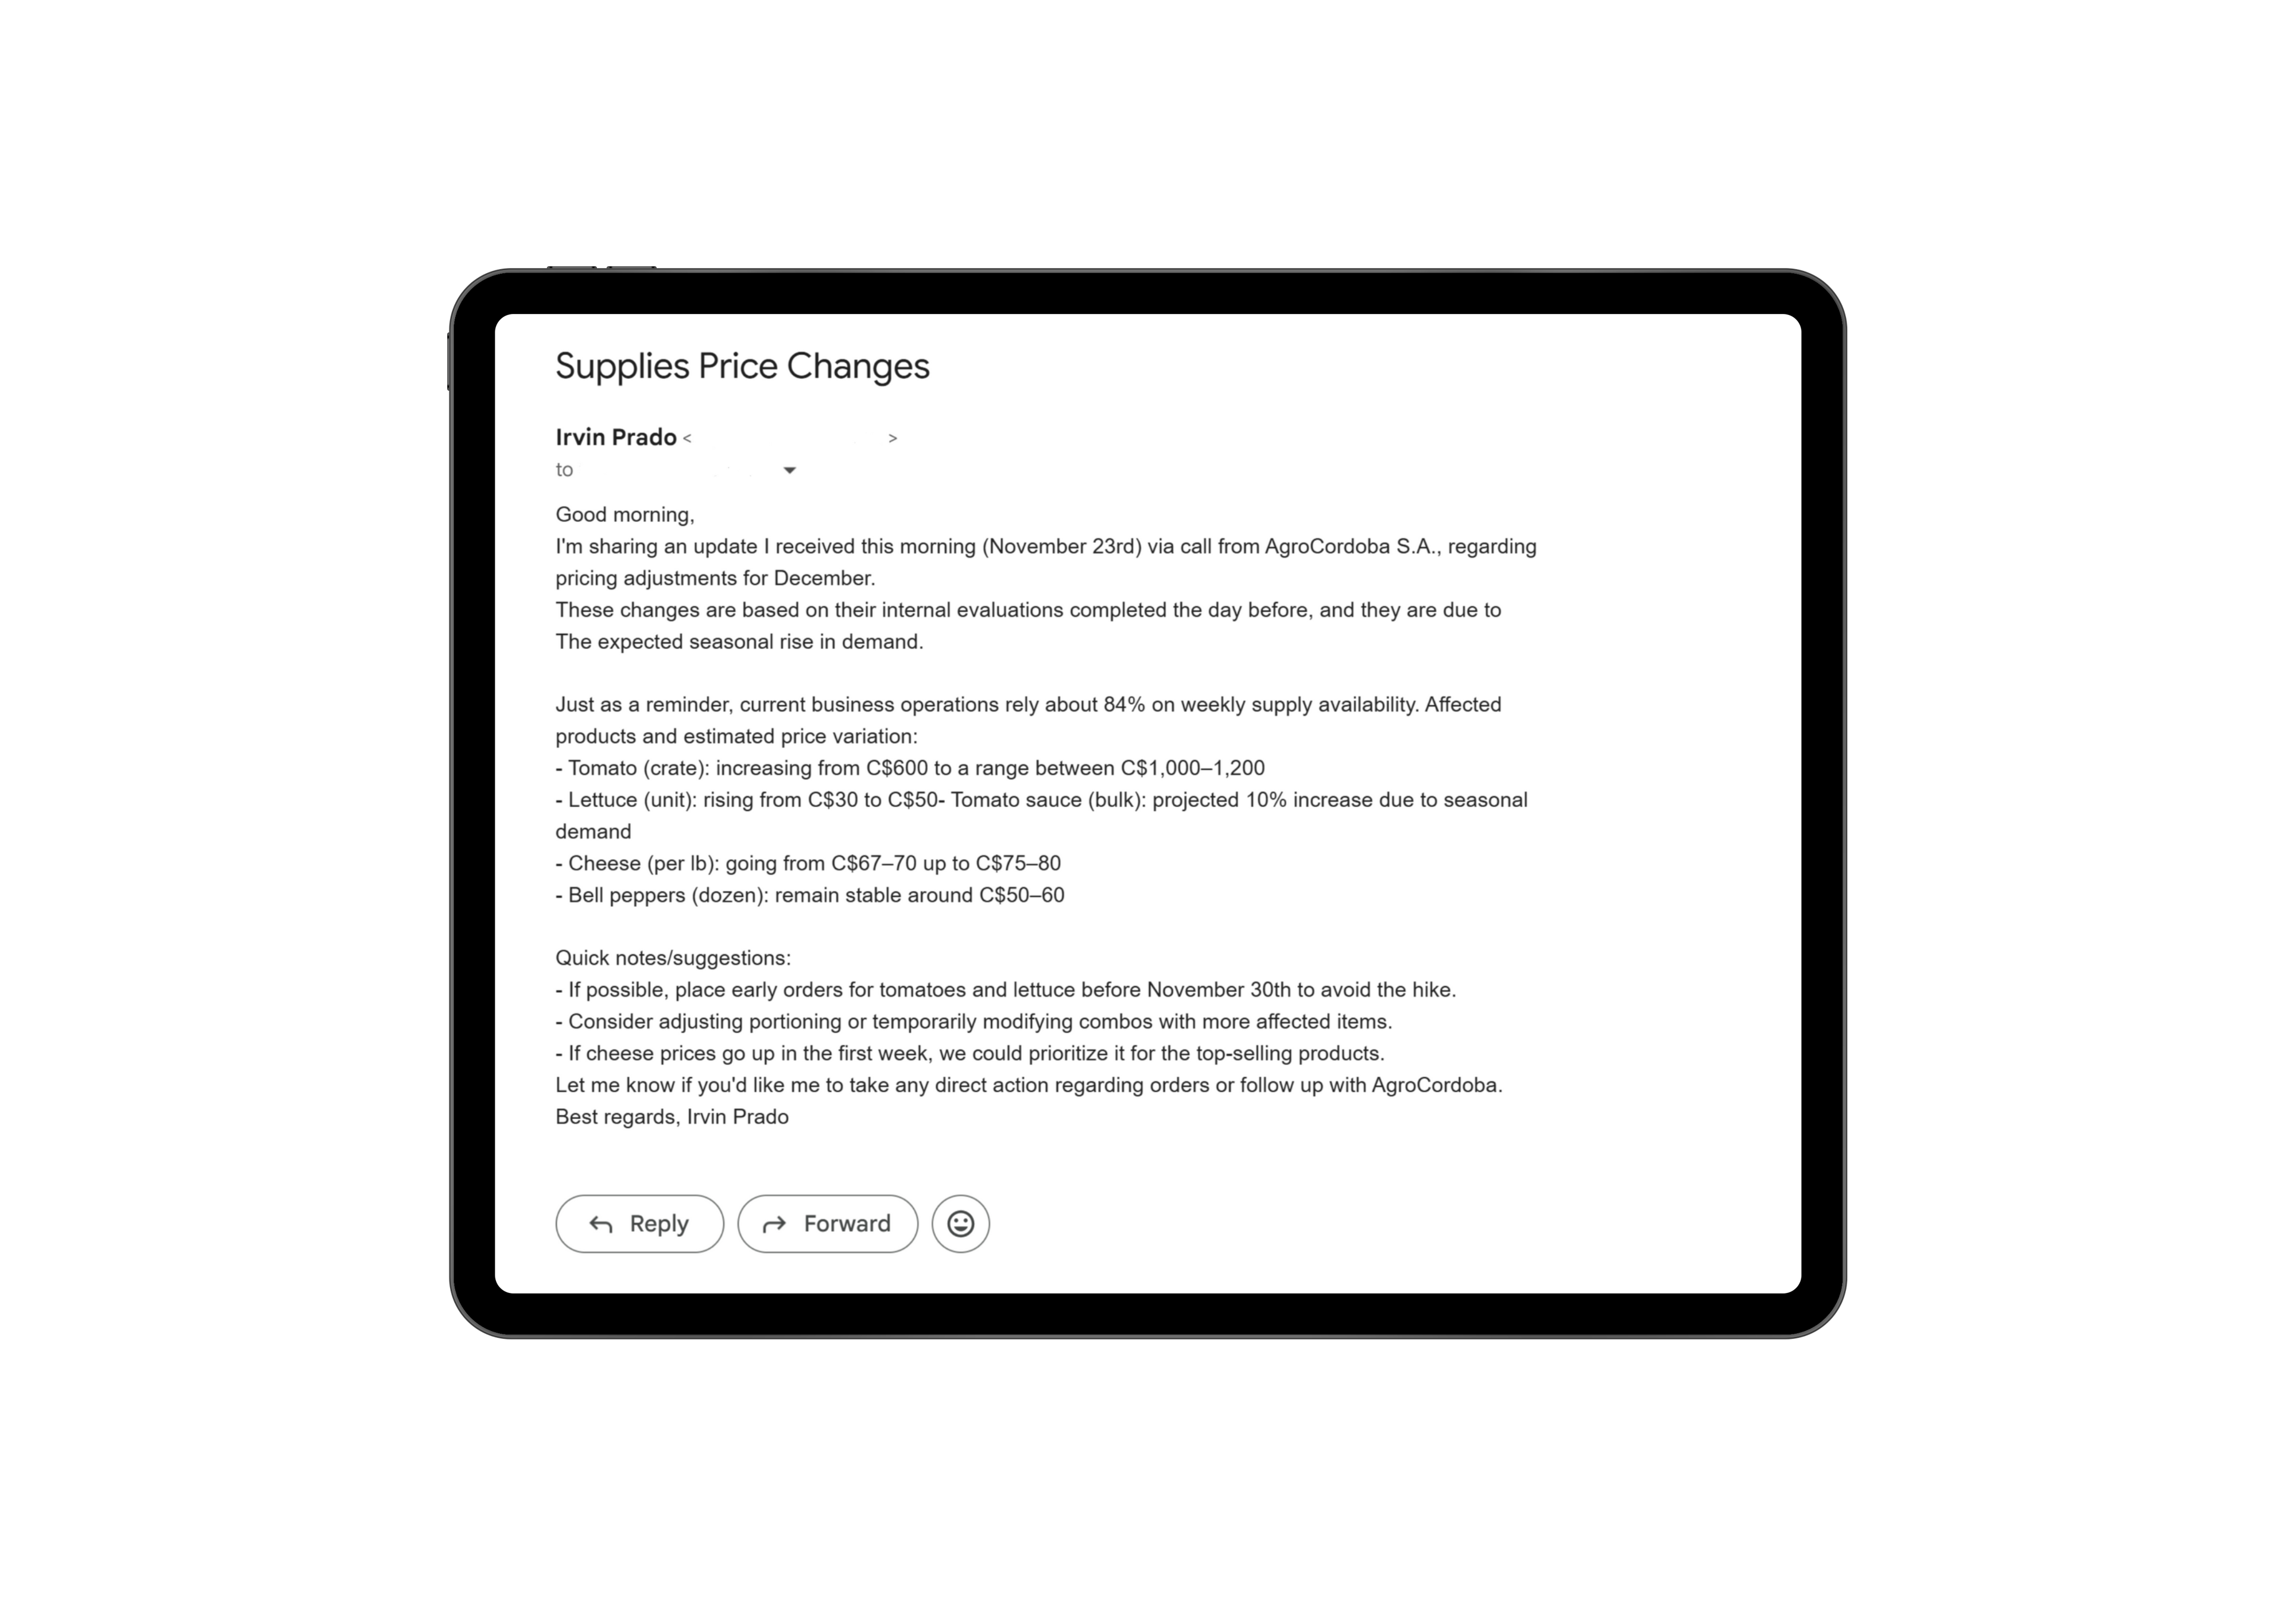 Supplies Price Changes
Irvin Prado < >
to
Good morning,
I'm sharing an update I received this morning (November 23rd) via call from AgroCordoba S.A., regarding
pricing adjustments for December.
These changes are based on their internal evaluations completed the day before, and they are due to
The expected seasonal rise in demand.
Just as a reminder, current business operations rely about 84% on weekly supply availability. Affected
products and estimated price variation:
- Tomato (crate): increasing from C$600 to a range between C$1,000–1,200
- Lettuce (unit): rising from C$30 to C$50- Tomato sauce (bulk): projected 10% increase due to seasonal
demand
- Cheese (per lb): going from C$67–70 up to C$75–80
- Bell peppers (dozen): remain stable around C$50–60
Quick notes/suggestions:
- If possible, place early orders for tomatoes and lettuce before November 30th to avoid the hike.
- Consider adjusting portioning or temporarily modifying combos with more affected items.
- If cheese prices go up in the first week, we could prioritize it for the top-selling products.
Let me know if you'd like me to take any direct action regarding orders or follow up with AgroCordoba.
Best regards, Irvin Prado
Reply Forward